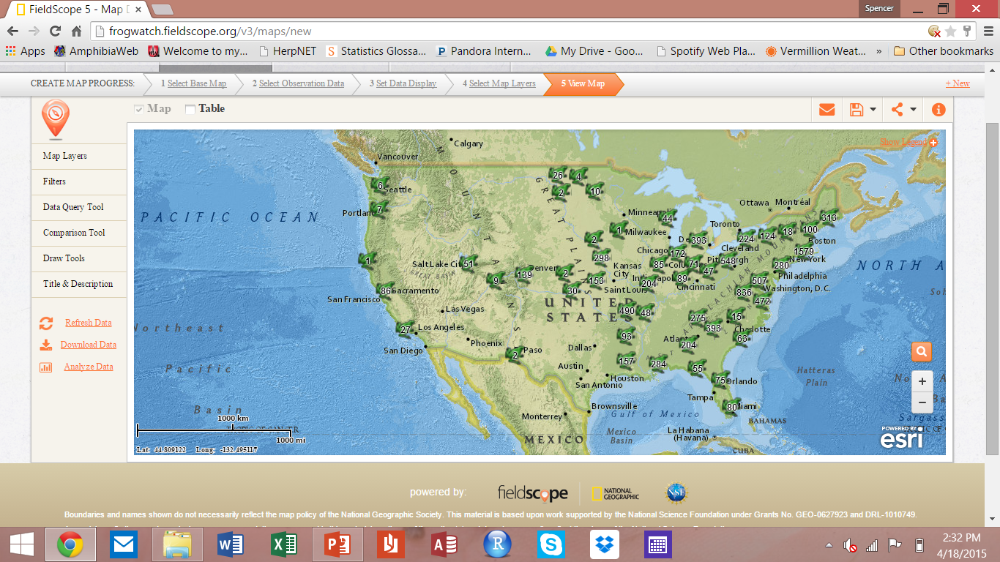 FieldScope 5 - Map D
Spencer
frogwatch.fieldscope.org/v3/maps/new
Apps AmphibiaWeb Welcome to my... HerpNET Statistics Glossa... Pandora Intern... My Drive - Goo... Spotify Web Pla... Vermillion Weat... » Other bookmarks
CREATE MAP PROGRESS: 1 Select Base Map 2 Select Observation Data 3 Set Data Display 4 Select Map Layers 5 View Map + New
Map Table
Map Layers
Filters
Data Query Tool
Comparison Tool
Draw Tools
Title & Description
Refresh Data
Download Data
Analyze Data
Show Legend
Calgary
Vancouver
6 Seattle
26 4
2 10
Ottawa Montréal
PACIFIC OCEAN
7 Portland
Minneap
44
Toronto
313
1 Milwaukee
393
224 124 18 100
Boston
2
Cleveland
1579
New York
1
Salt Lake Cit 51
298
Chicago 172
85 71
Pit 548 rgh
280
NORTH A
139 enver
2
Kansas
City
47
Philadelphia
9
153
204
89
507
Washington, D.C.
86 Sacramento
30
Saint Louis
Cincinnati
836
San Francisco
472
GREAT BASIN
GREAT PLAINS
APPALACHIAN MOUNTAINS
UNITED
STATES
Las Vegas
490 48
275
15
27 Los Angeles
93
393
Charlotte
63
Northeast
Phoenix
Dallas
Atla
204
San Diego
2 Paso
157
284
55
Pacific
Austin
Houston
75 Orlando
Hatteras
Plain
San Antonio
Tampa
Basin
Brownsville
80 iami
Gulf of Mexico
Monterrey
BAHAMAS
1000 km
1000 mi
MEXICO
Mexico
Basin
La Habana
(Havana)
CUBA
Lat: 44.809122 Long: -132.495117
POWERED BY
esri
powered by: fieldscope NATIONAL GEOGRAPHIC NSF
Boundaries and names shown do not necessarily reflect the map policy of the National Geographic Society. This material is based upon work supported by the National Science Foundation under Grants No. GEO-0627923 and DRL-1010749.
2:32 PM
4/18/2015